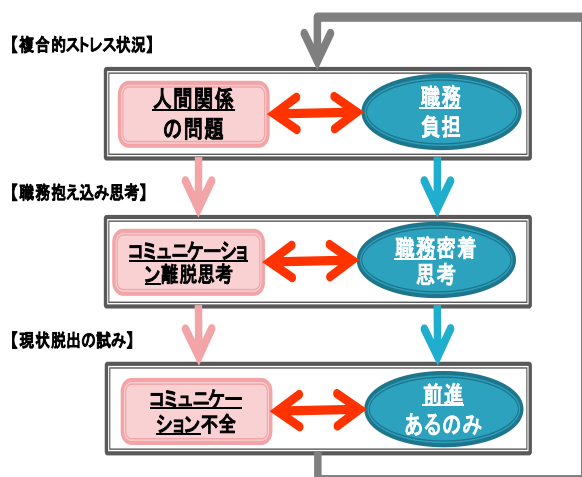 【複合的ストレス状況】
人間関係
の問題
職務
負担
【職務抱え込み思考】
コミュニケーショ
ン離脱思考
職務密着
思考
【現状脱出の試み】
コミュニケー
ション不全
前進
あるのみ